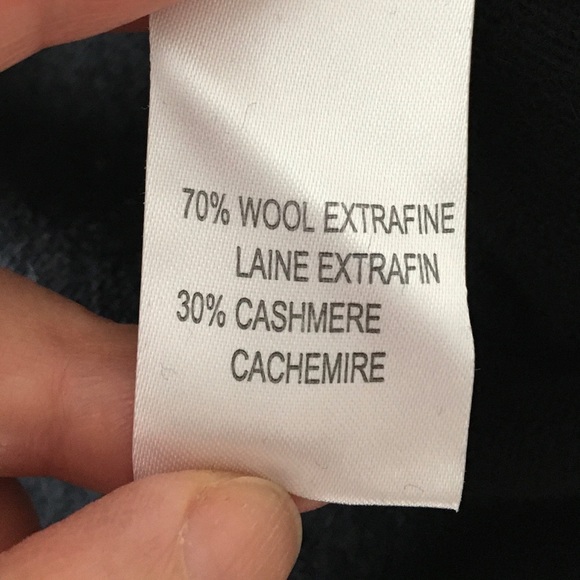 70% WOOL EXTRAFINE
LAINE EXTRAFIN
30% CASHMERE
CACHEMIRE